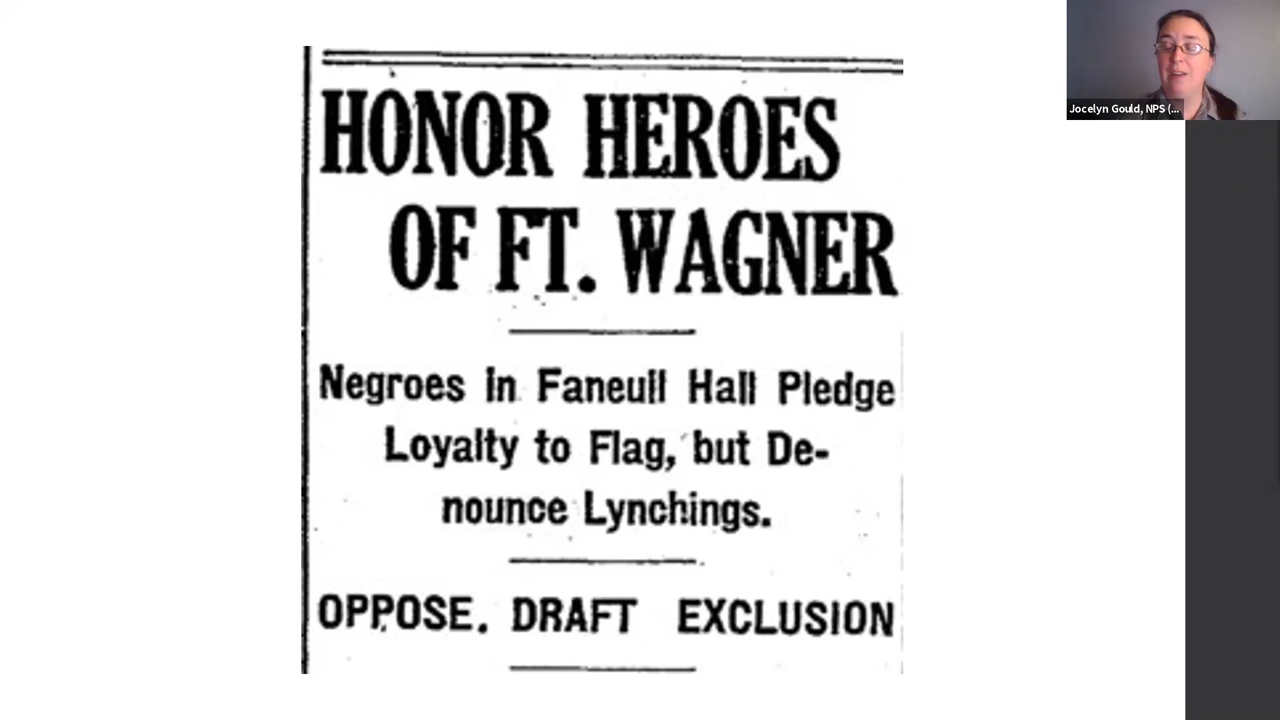 HONOR HEROES
OF FT. WAGNER
Negroes in Faneuil Hall Pledge
Loyalty to Flag, but De-
nounce Lynchings.
OPPOSE. DRAFT EXCLUSION
Jocelyn Gould, NPS (...